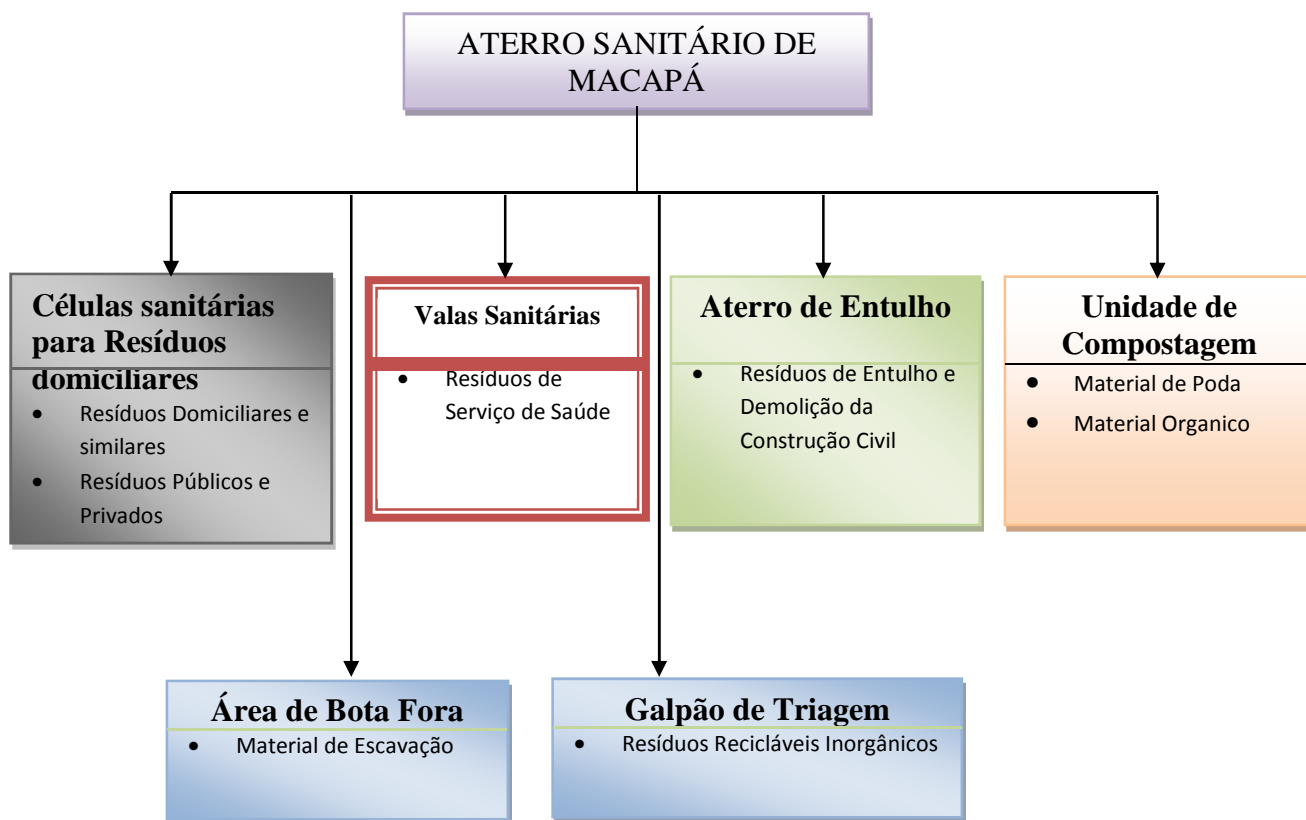 ATERRO SANITÁRIO DE
MACAPÁ
Células sanitárias
para Resíduos
domiciliares
• Resíduos Domiciliares e
similares
• Resíduos Públicos e
Privados
Valas Sanitárias
• Resíduos de
Serviço de Saúde
Aterro de Entulho
• Resíduos de Entulho e
Demolição da
Construção Civil
Unidade de
Compostagem
• Material de Poda
• Material Organico
Área de Bota Fora
• Material de Escavação
Galpão de Triagem
• Resíduos Recicláveis Inorgânicos